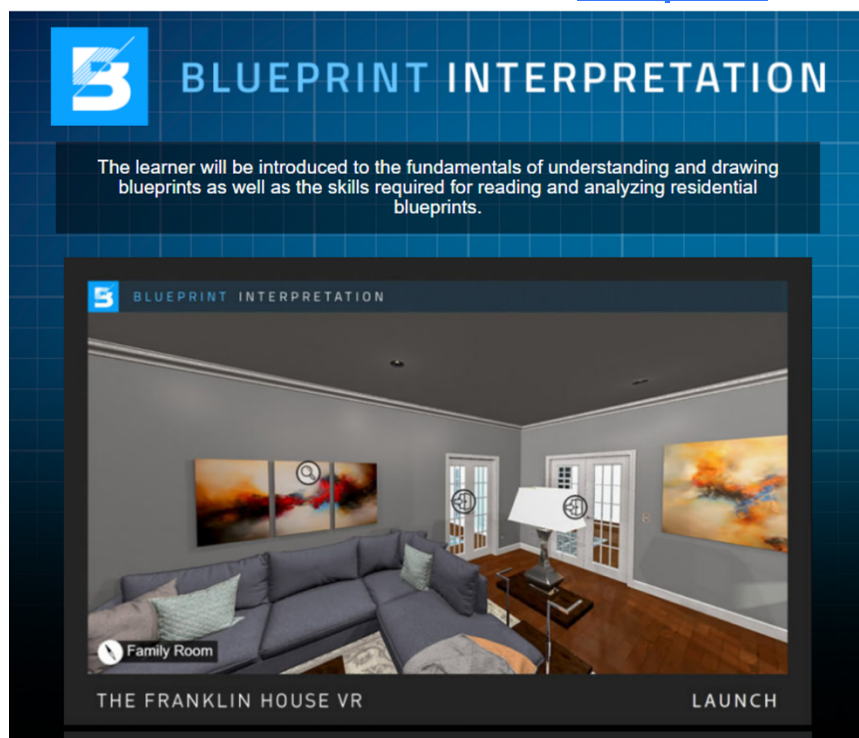 BLUEPRINT INTERPRETATION
The learner will be introduced to the fundamentals of understanding and drawing
blueprints as well as the skills required for reading and analyzing residential
blueprints.
BLUEPRINT INTERPRETATION
Family Room
THE FRANKLIN HOUSE VR
LAUNCH